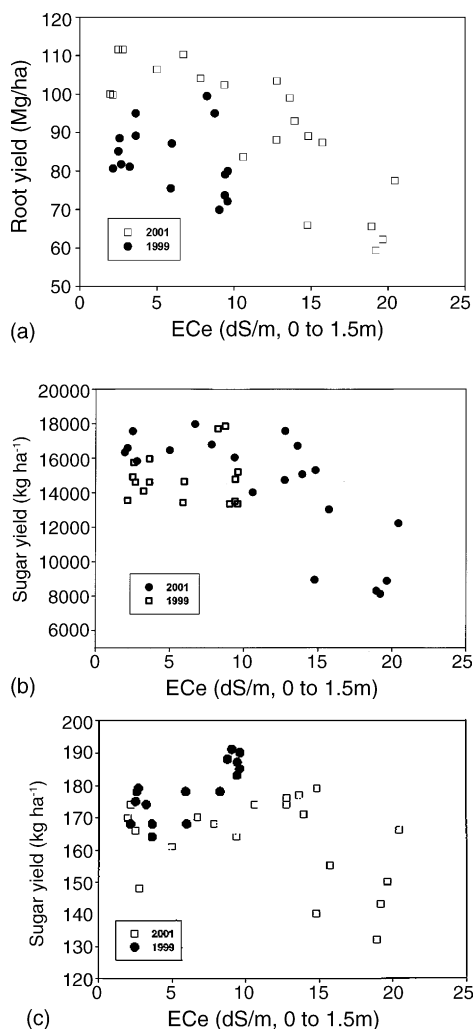 120
110
100
90
80
70
60
50
Root yield (Mg/ha)
2001
1999
0 5 10 15 20 25
ECe (dS/m, 0 to 1.5m)
(a)
20000
18000
16000
14000
12000
10000
8000
6000
Sugar yield (kg ha-1)
2001
1999
0 5 10 15 20 25
ECe (dS/m, 0 to 1.5m)
(b)
200
190
180
170
160
150
140
130
120
Sugar yield (kg ha-1)
2001
1999
0 5 10 15 20 25
ECe (dS/m, 0 to 1.5m)
(c)